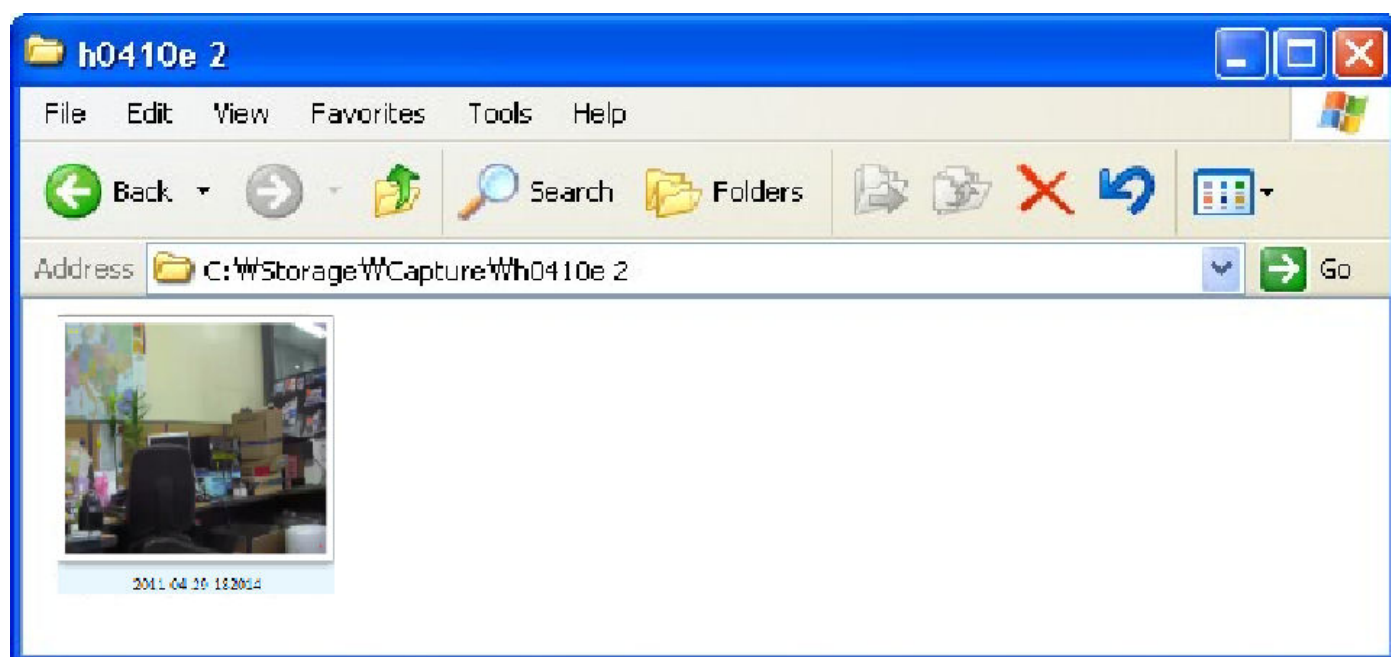 h0410e 2
File Edit View Favorites Tools Help
Back Search Folders
Address C:₩Storage₩Capture₩h0410e 2 Go
2011-04-29 182014